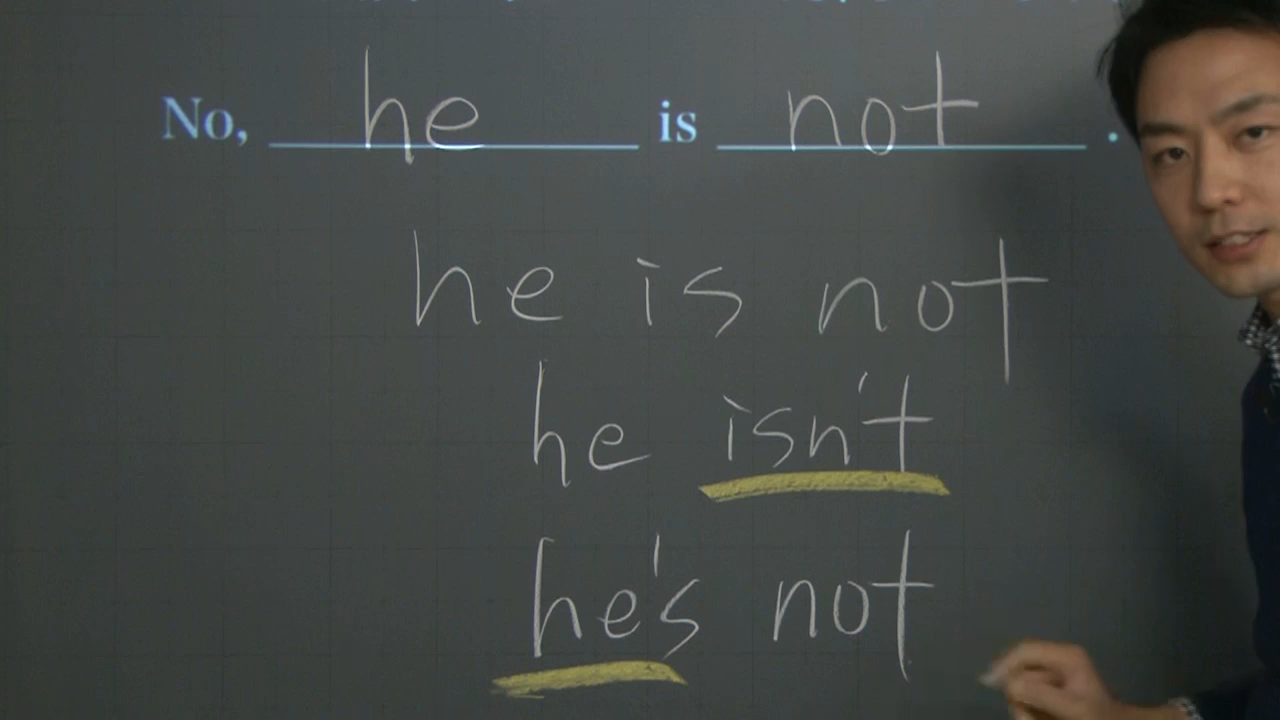 No, he is not .
he is not
he isn't
he's not